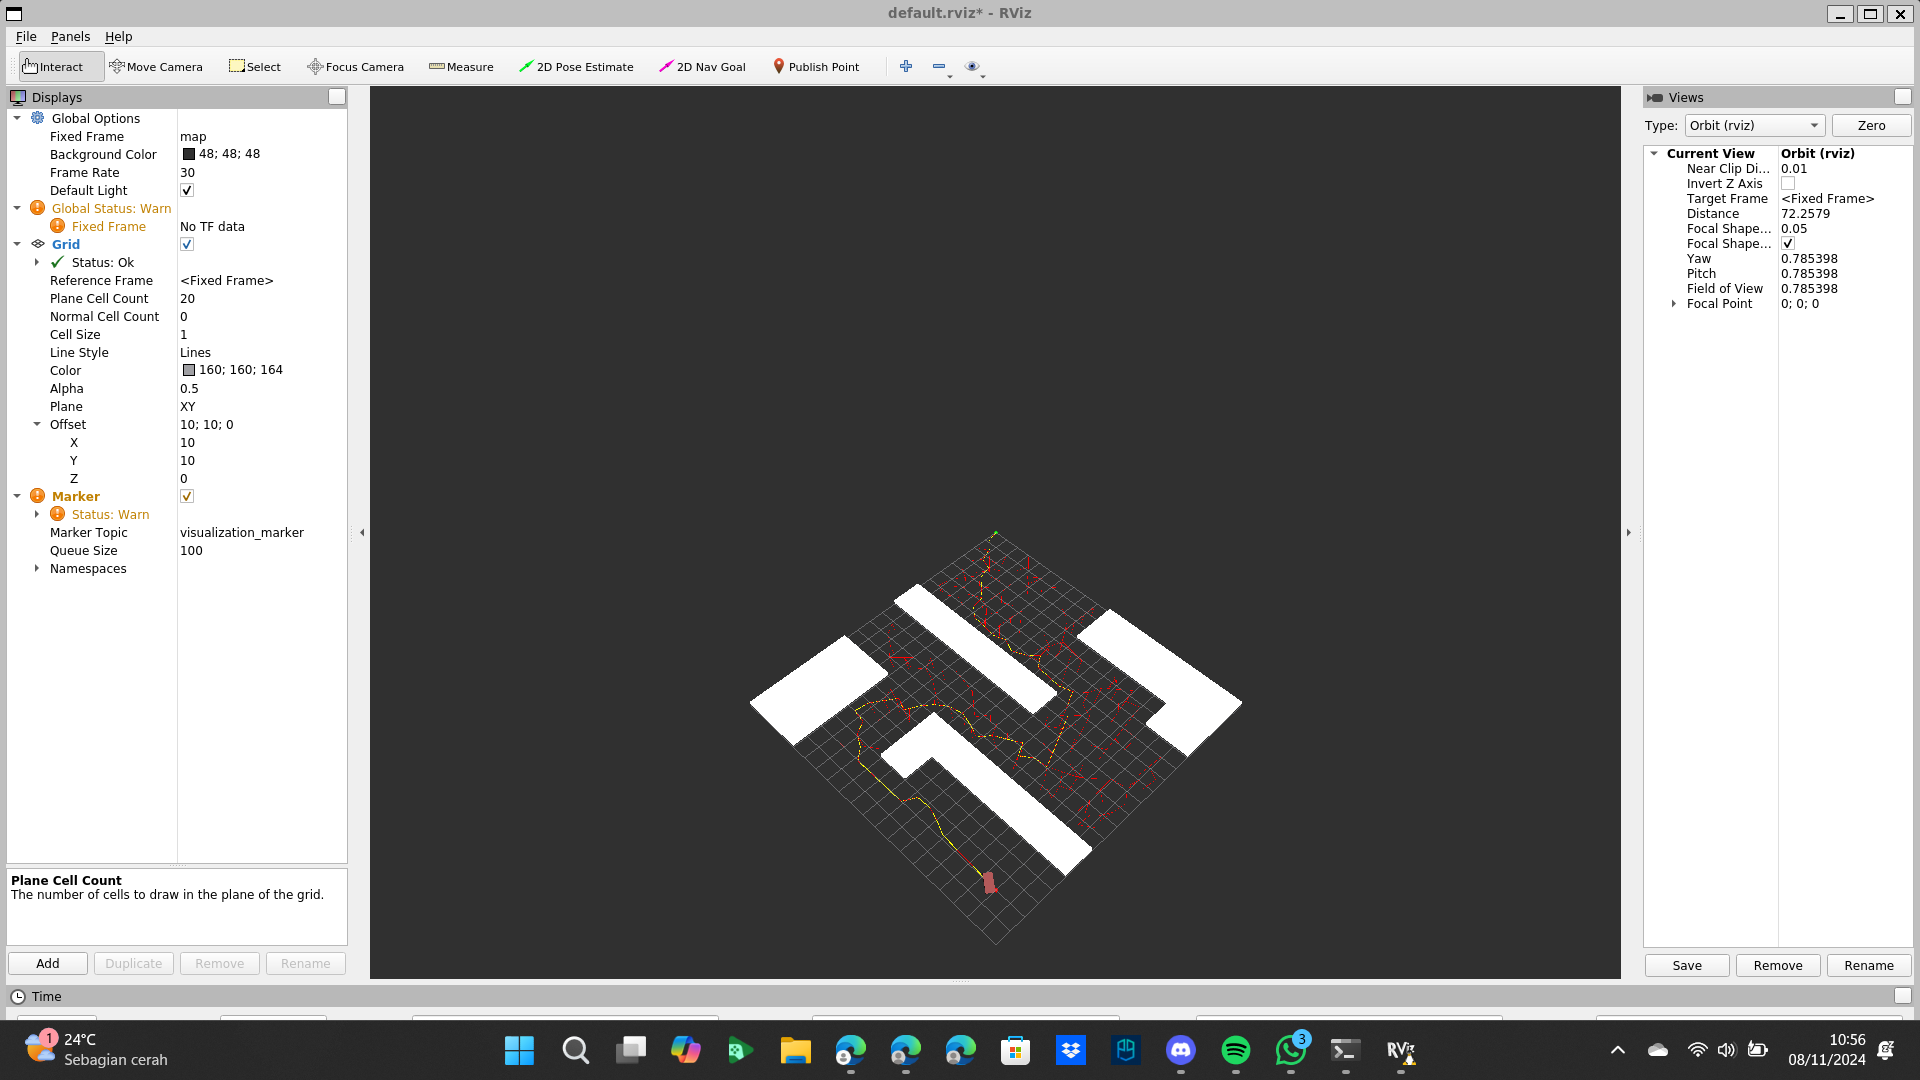 default.rviz* - RViz
File Panels Help
Interact Move Camera Select Focus Camera Measure 2D Pose Estimate 2D Nav Goal Publish Point
Displays
Global Options
Fixed Frame map
Background Color 48; 48; 48
Frame Rate 30
Default Light
Global Status: Warn
Fixed Frame No TF data
Grid
Status: Ok
Reference Frame <Fixed Frame>
Plane Cell Count 20
Normal Cell Count 0
Cell Size 1
Line Style Lines
Color 160; 160; 164
Alpha 0.5
Plane XY
Offset 10; 10; 0
X 10
Y 10
Z 0
Marker
Status: Warn
Marker Topic visualization_marker
Queue Size 100
Namespaces
Plane Cell Count
The number of cells to draw in the plane of the grid.
Add Duplicate Remove Rename
Views
Type: Orbit (rviz) Zero
Current View Orbit (rviz)
Near Clip Di... 0.01
Invert Z Axis
Target Frame <Fixed Frame>
Distance 72.2579
Focal Shape... 0.05
Focal Shape...
Yaw 0.785398
Pitch 0.785398
Field of View 0.785398
Focal Point 0; 0; 0
Save Remove Rename
Time
1
24°C
Sebagian cerah
3
RViz
10:56
08/11/2024